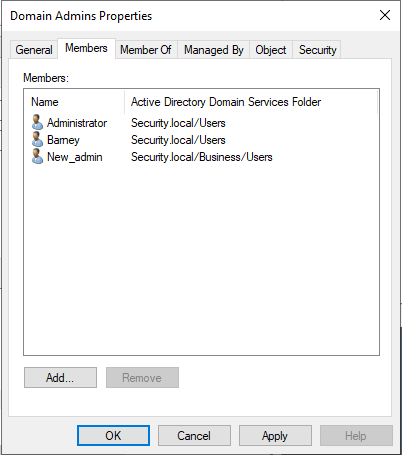 Domain Admins Properties
General Members Member Of Managed By Object Security
Members:
Name Active Directory Domain Services Folder
Administrator Security.local/Users
Barney Security.local/Users
New_admin Security.local/Business/Users
Add... Remove
OK Cancel Apply Help